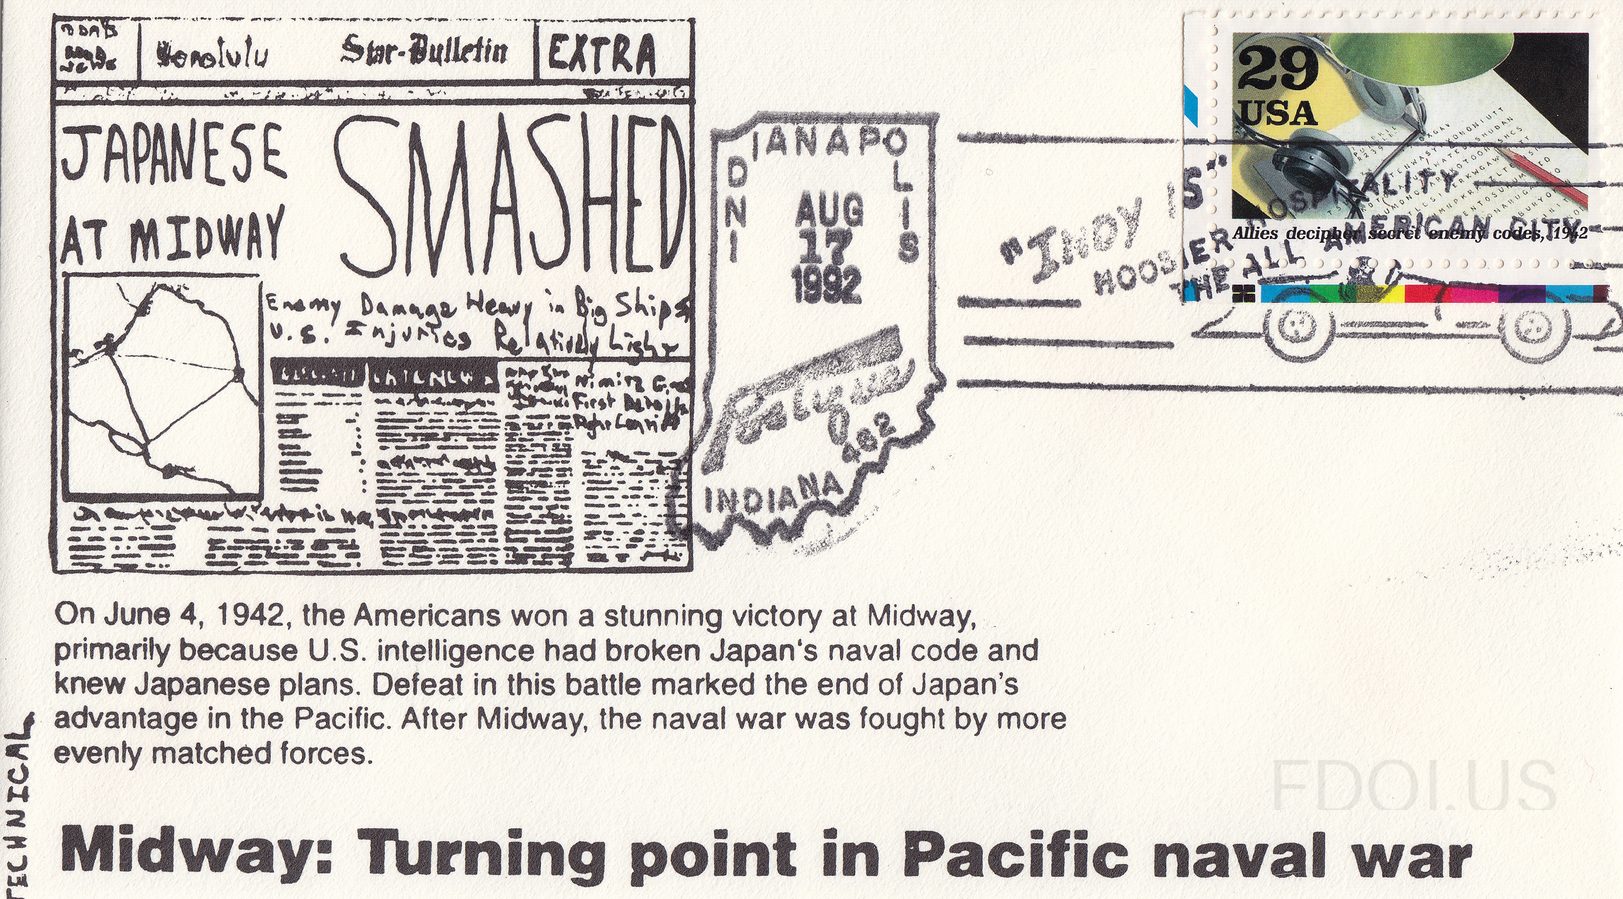 Honolulu Star-Bulletin EXTRA
JAPANESE
AT MIDWAY
SMASHED
Enemy Damage Heavy in Big Ships
U.S. Injuries Relatively Light
INDIANAPOLIS
AUG
17
1992
462
INDIANA
"INDY IS"
HOOSIER HOSPITALITY
THE ALL AMERICAN CITY
29
USA
Allies decipher secret enemy codes, 1942
On June 4, 1942, the Americans won a stunning victory at Midway,
primarily because U.S. intelligence had broken Japan's naval code and
knew Japanese plans. Defeat in this battle marked the end of Japan's
advantage in the Pacific. After Midway, the naval war was fought by more
evenly matched forces.
TECHNICAL
FDOI.US
Midway: Turning point in Pacific naval war